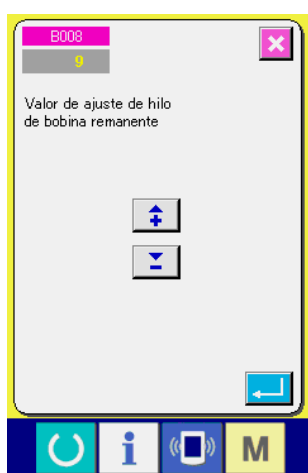 B008
9
Valor de ajuste de hilo
de bobina remanente
i
M